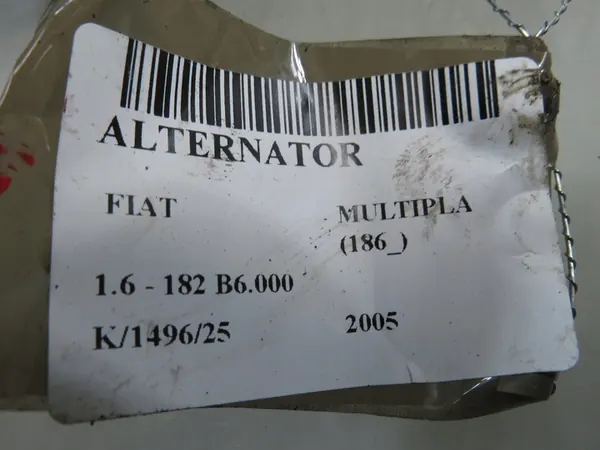 ALTERNATOR
FIAT MULTIPLA
(186_)
1.6 - 182 B6.000
K/1496/25 2005